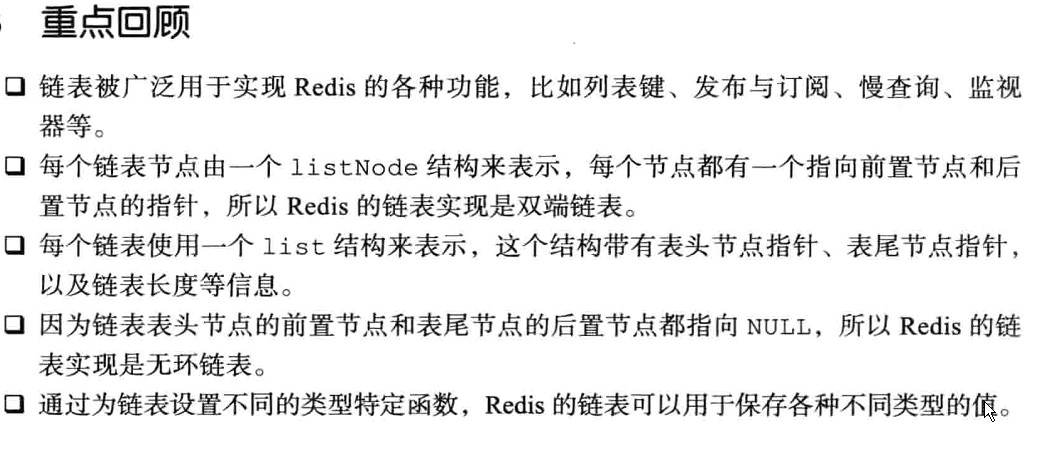 重点回顾
❏ 链表被广泛用于实现 Redis 的各种功能，比如列表键、发布与订阅、慢查询、监视
器等。
❏ 每个链表节点由一个 listNode 结构来表示，每个节点都有一个指向前置节点和后
置节点的指针，所以 Redis 的链表实现是双端链表。
❏ 每个链表使用一个 list 结构来表示，这个结构带有表头节点指针、表尾节点指针，
以及链表长度等信息。
❏ 因为链表表头节点的前置节点和表尾节点的后置节点都指向 NULL，所以 Redis 的链
表实现是无环链表。
❏ 通过为链表设置不同的类型特定函数，Redis 的链表可以用于保存各种不同类型的值。